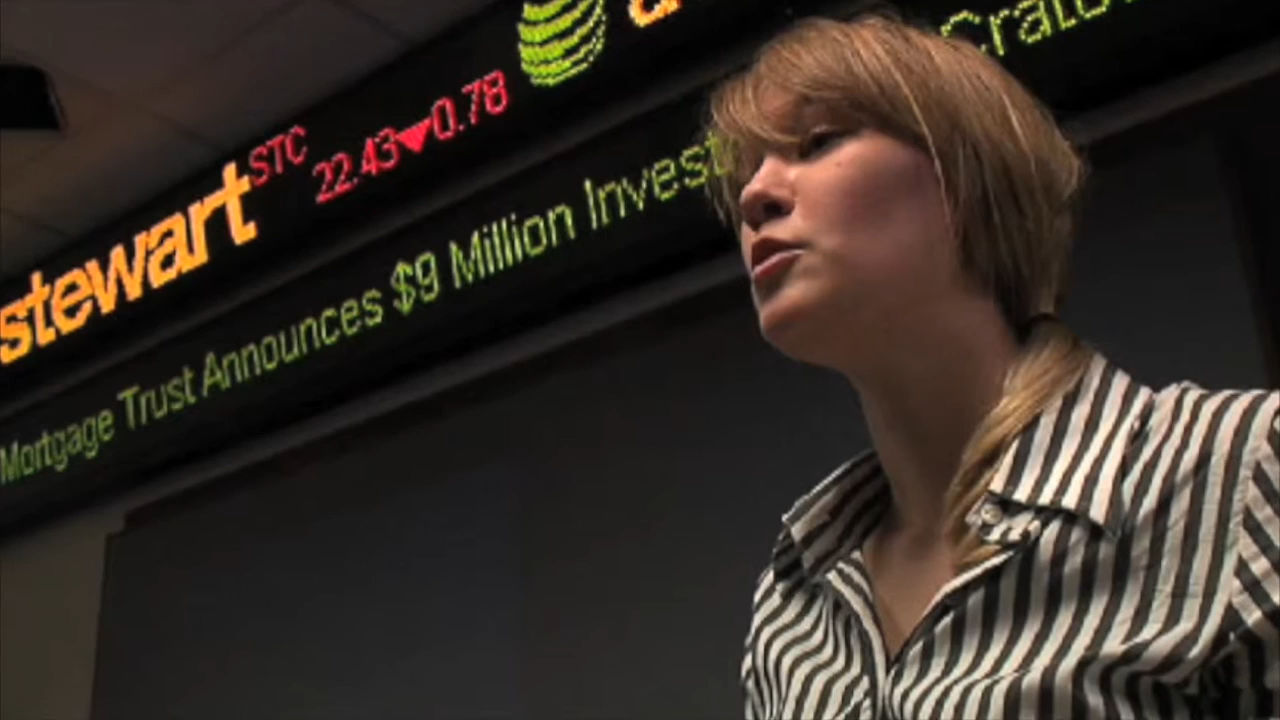 stewart STC 22.43▼0.78
Mortgage Trust Announces $9 Million Invest